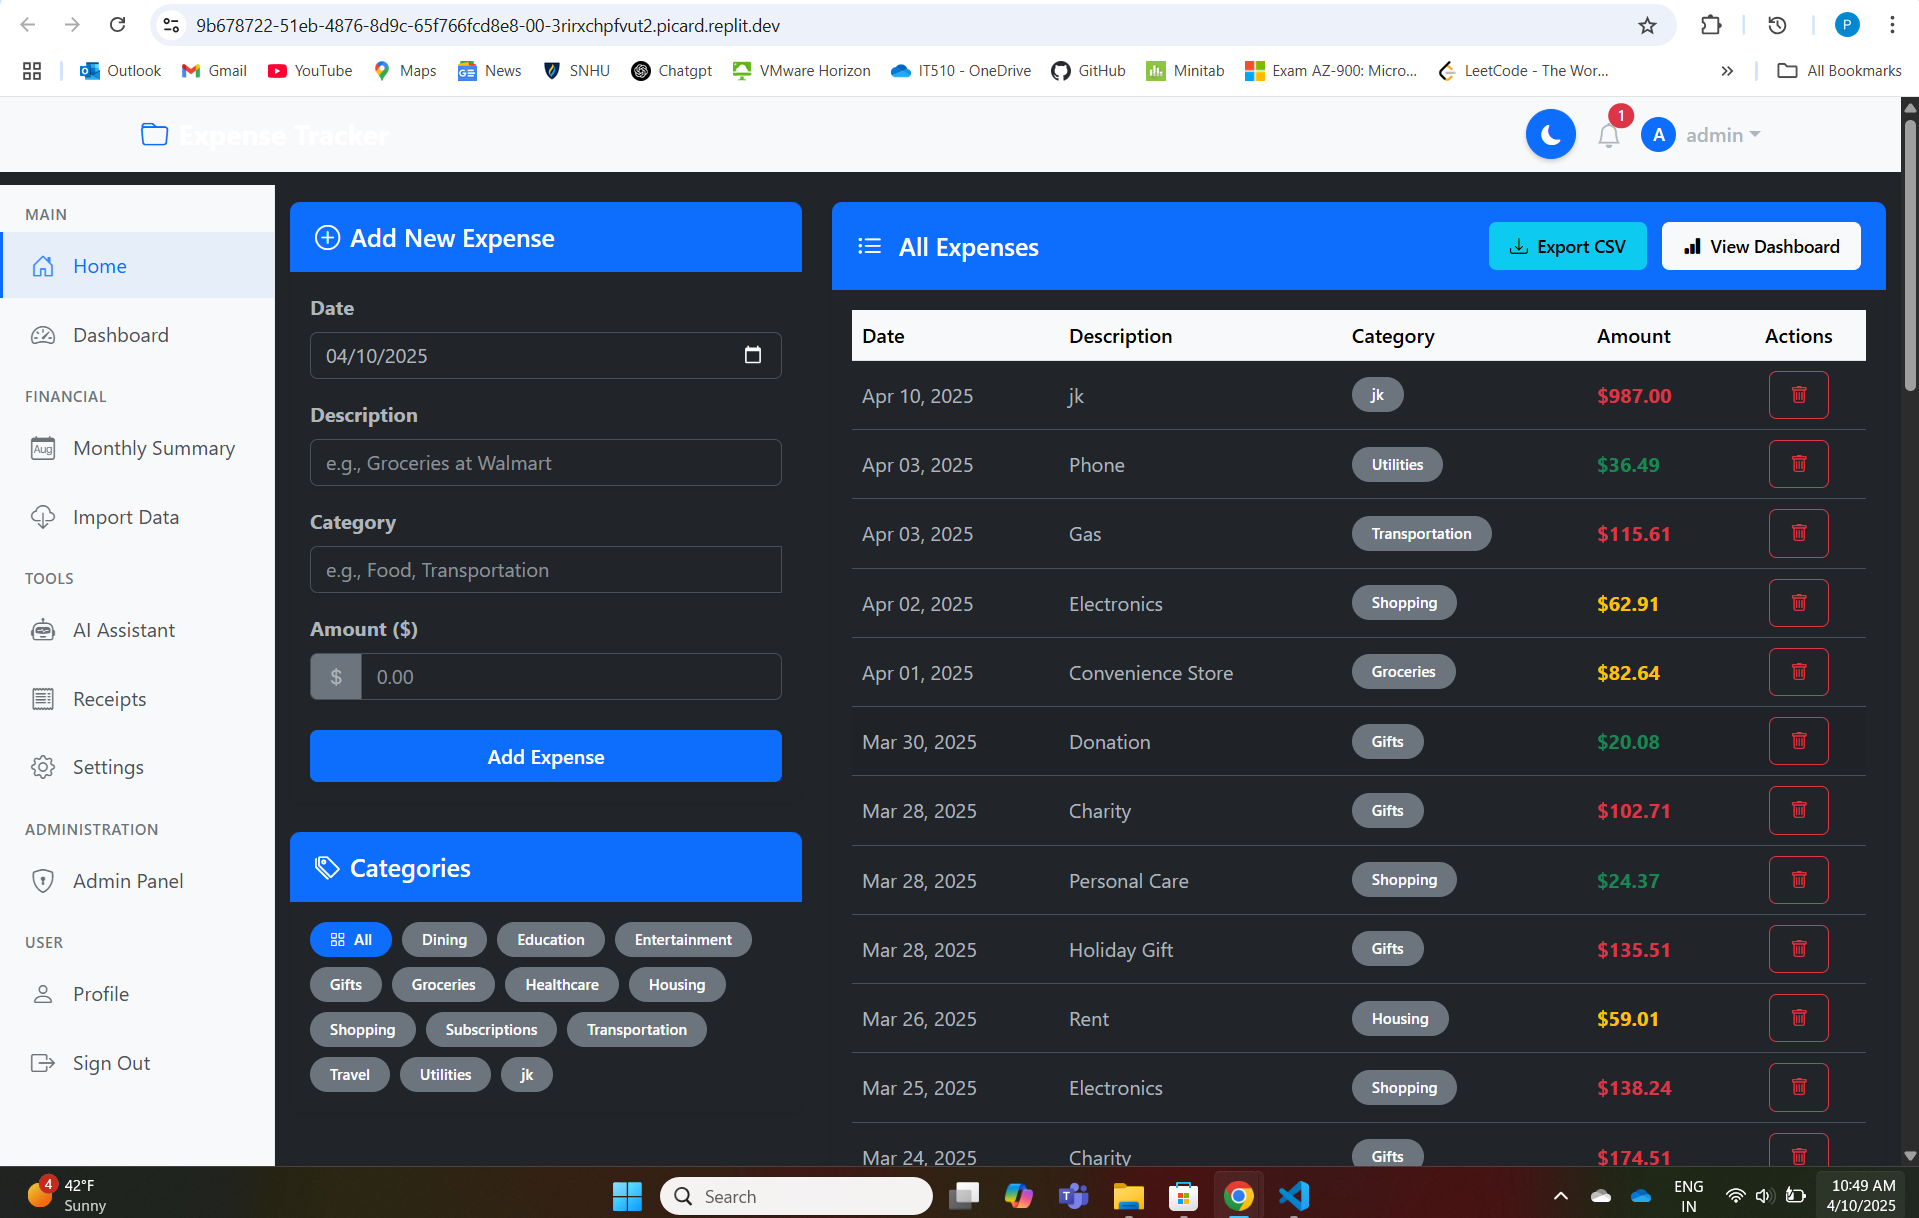 9b678722-51eb-4876-8d9c-65f766fcd8e8-00-3rirxchpfvut2.picard.replit.dev
P
Outlook Gmail YouTube Maps News SNHU Chatgpt VMware Horizon IT510 - OneDrive GitHub Minitab Exam AZ-900: Micro... LeetCode - The Wor... » All Bookmarks
Expense Tracker
1
A admin
MAIN
Home
Dashboard
FINANCIAL
Aug Monthly Summary
Import Data
TOOLS
AI Assistant
Receipts
Settings
ADMINISTRATION
Admin Panel
USER
Profile
Sign Out
Add New Expense
Date
04/10/2025
Description
e.g., Groceries at Walmart
Category
e.g., Food, Transportation
Amount ($)
$ 0.00
Add Expense
Categories
All Dining Education Entertainment
Gifts Groceries Healthcare Housing
Shopping Subscriptions Transportation
Travel Utilities jk
All Expenses Export CSV View Dashboard
Date Description Category Amount Actions
Apr 10, 2025 jk jk $987.00
Apr 03, 2025 Phone Utilities $36.49
Apr 03, 2025 Gas Transportation $115.61
Apr 02, 2025 Electronics Shopping $62.91
Apr 01, 2025 Convenience Store Groceries $82.64
Mar 30, 2025 Donation Gifts $20.08
Mar 28, 2025 Charity Gifts $102.71
Mar 28, 2025 Personal Care Shopping $24.37
Mar 28, 2025 Holiday Gift Gifts $135.51
Mar 26, 2025 Rent Housing $59.01
Mar 25, 2025 Electronics Shopping $138.24
Mar 24, 2025 Charity Gifts $174.51
4 42°F
Sunny
Search
ENG
IN
10:49 AM
4/10/2025